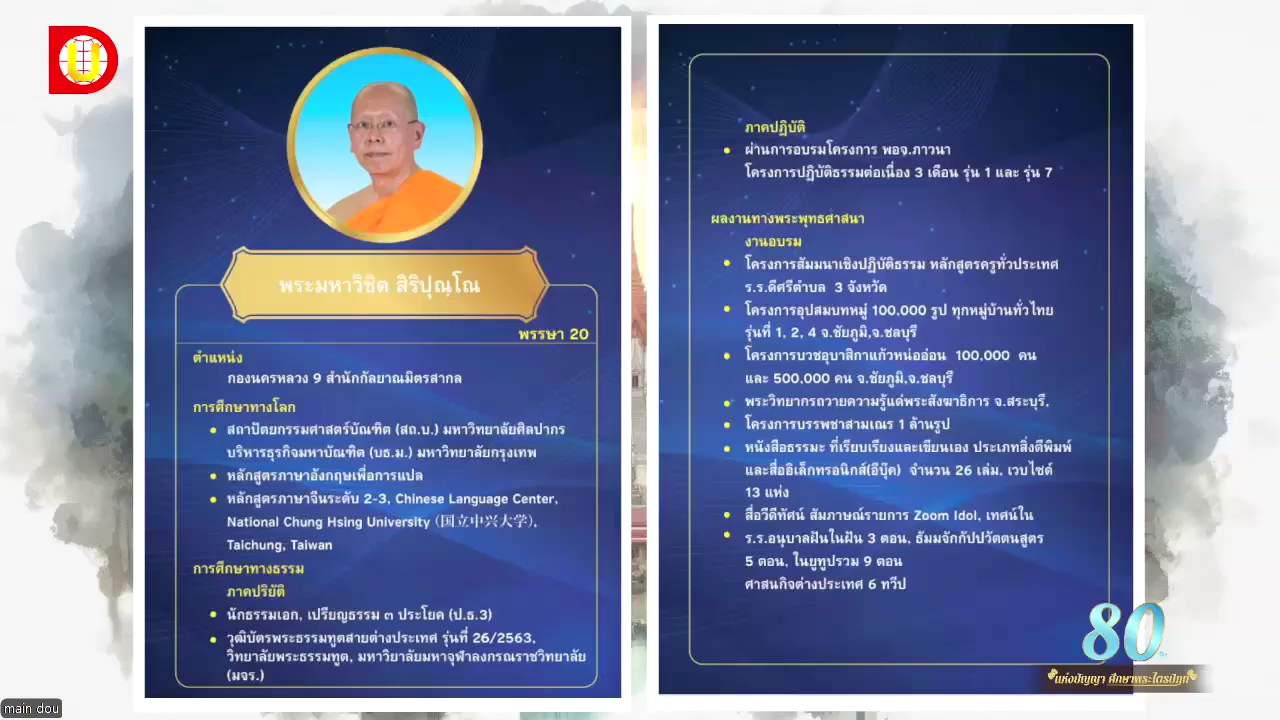 U
พระมหาวิชิต สิริปุณฺโณ
พรรษา 20
ตำแหน่ง
กองนครหลวง 9 สำนักกัลยาณมิตรสากล
การศึกษาทางโลก
สถาปัตยกรรมศาสตร์บัณฑิต (สถ.บ.) มหาวิทยาลัยศิลปากร
บริหารธุรกิจมหาบัณฑิต (บธ.ม.) มหาวิทยาลัยกรุงเทพ
หลักสูตรภาษาอังกฤษเพื่อการแปล
หลักสูตรภาษาจีนระดับ 2-3, Chinese Language Center,
National Chung Hsing University (国立中兴大学),
Taichung, Taiwan
การศึกษาทางธรรม
ภาคปริยัติ
นักธรรมเอก, เปรียญธรรม ๓ ประโยค (ป.ธ.3)
วุฒิบัตรพระธรรมทูตสายต่างประเทศ รุ่นที่ 26/2563,
วิทยาลัยพระธรรมทูต, มหาวิยาลัยมหาจุฬาลงกรณราชวิทยาลัย
(มจร.)
ภาคปฏิบัติ
ผ่านการอบรมโครงการ พอจ.ภาวนา
โครงการปฏิบัติธรรมต่อเนื่อง 3 เดือน รุ่น 1 และ รุ่น 7
ผลงานทางพระพุทธศาสนา
งานอบรม
โครงการสัมมนาเชิงปฏิบัติธรรม หลักสูตรครูทั่วประเทศ
ร.ร.ดีศรีตำบล 3 จังหวัด
โครงการอุปสมบทหมู่ 100,000 รูป ทุกหมู่บ้านทั่วไทย
รุ่นที่ 1, 2, 4 จ.ชัยภูมิ,จ.ชลบุรี
โครงการบวชอุบาสิกาแก้วหน่ออ่อน 100,000 คน
และ 500,000 คน จ.ชัยภูมิ,จ.ชลบุรี
พระวิทยากรถวายความรู้แด่พระสังฆาธิการ จ.สระบุรี,
โครงการบรรพชาสามเณร 1 ล้านรูป
หนังสือธรรมะ ที่เรียบเรียงและเขียนเอง ประเภทสิ่งตีพิมพ์
และสื่ออิเล็กทรอนิกส์(อีบุ๊ค) จำนวน 26 เล่ม, เวบไซด์
13 แห่ง
สื่อวีดีทัศน์ สัมภาษณ์รายการ Zoom Idol, เทศน์ใน
ร.ร.อนุบาลฝันในฝัน 3 ตอน, ธัมมจักกัปปวัตตนสูตร
5 ตอน, ในยูทูปรวม 9 ตอน
ศาสนกิจต่างประเทศ 6 ทวีป
80 ปี
แห่งปัญญา ศึกษาพระไตรปิฎก
main dou